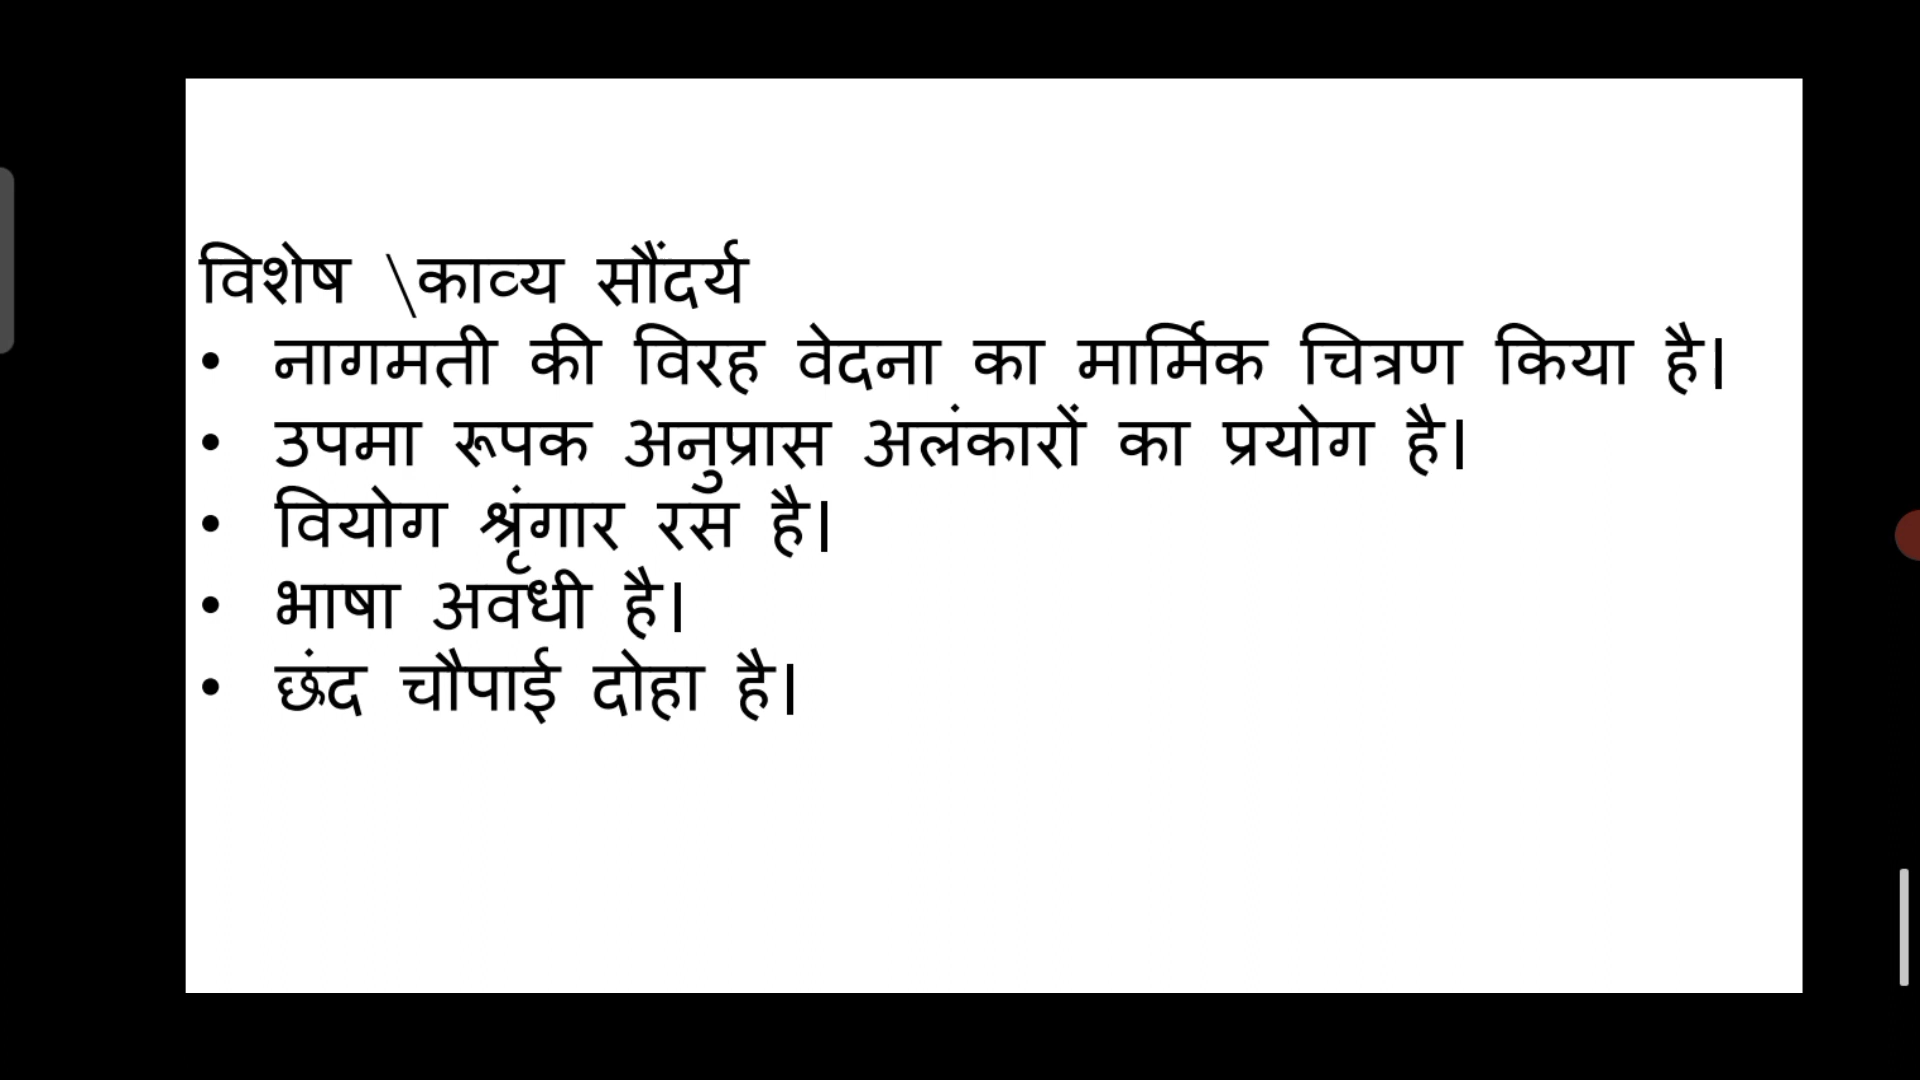 विशेष \काव्य सौंदर्य
• नागमती की विरह वेदना का मार्मिक चित्रण किया है।
• उपमा रूपक अनुप्रास अलंकारों का प्रयोग है।
• वियोग श्रृंगार रस है।
• भाषा अवधी है।
• छंद चौपाई दोहा है।